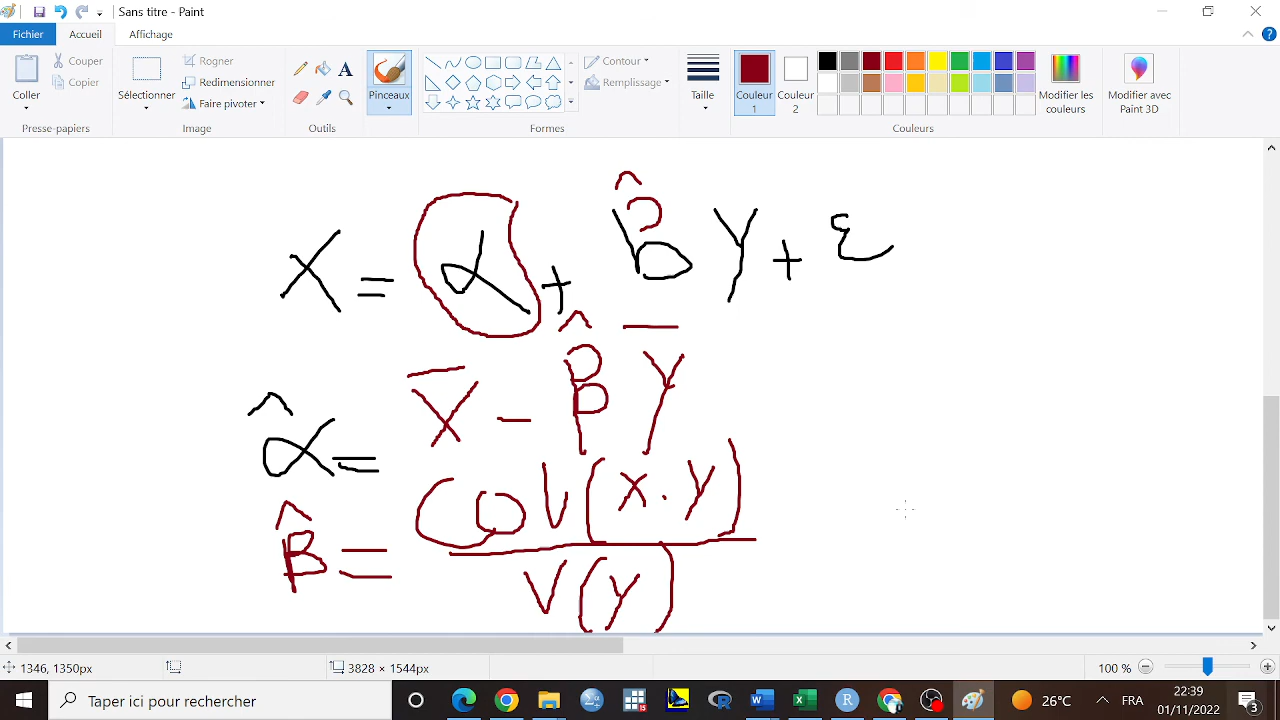 Sans titre - Paint
Fichier Accueil Affichage
Coller Couper Copier Presse-papiers
Sélectionner Rogner Redimensionner Faire pivoter Image
Outils
Pinceaux
Contour Remplissage Formes
Taille
Couleur 1 Couleur 2 Modifier les couleurs Couleurs
Modifier avec Paint 3D
X = α + β̂ Y + ε
α̂ = X̅ - β̂ Y̅
β̂ = Cov(X.Y)
V(Y)
1346, 1350px 3828 × 1544px 100 %
Taper ici pour rechercher 26°C FRA 22:39
01/11/2022 3